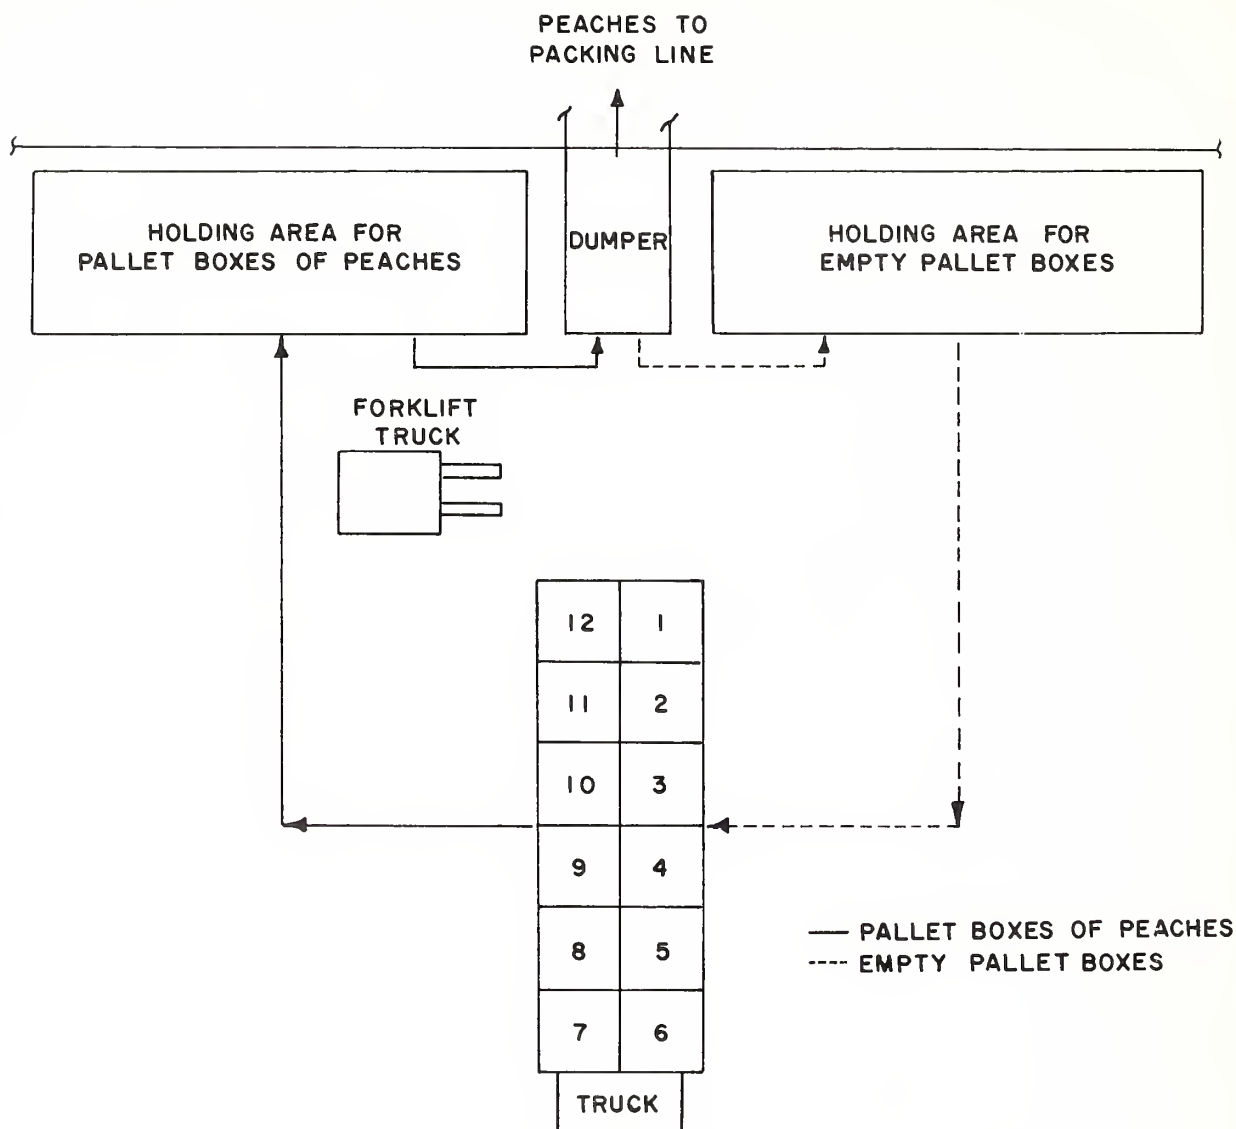 PEACHES TO
PACKING LINE
HOLDING AREA FOR
PALLET BOXES OF PEACHES
DUMPER
HOLDING AREA FOR
EMPTY PALLET BOXES
FORKLIFT
TRUCK
12 1
11 2
10 3
9 4
8 5
7 6
TRUCK
PALLET BOXES OF PEACHES
EMPTY PALLET BOXES